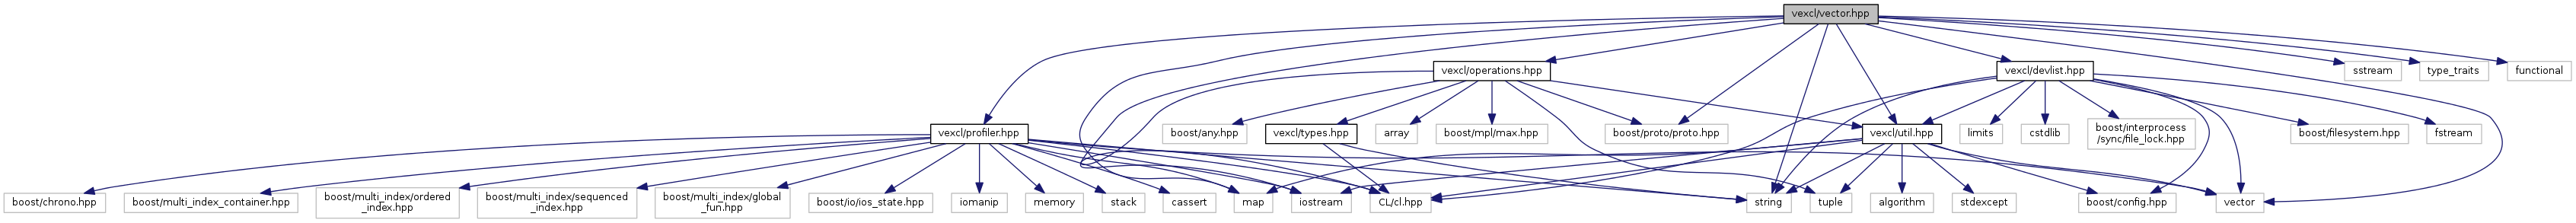 vexcl/vector.hpp
vexcl/operations.hpp
vexcl/devlist.hpp
sstream
type_traits
functional
vexcl/profiler.hpp
boost/any.hpp
vexcl/types.hpp
array
boost/mpl/max.hpp
boost/proto/proto.hpp
vexcl/util.hpp
limits
cstdlib
boost/interprocess
/sync/file_lock.hpp
boost/filesystem.hpp
fstream
boost/chrono.hpp
boost/multi_index_container.hpp
boost/multi_index/ordered
_index.hpp
boost/multi_index/sequenced
_index.hpp
boost/multi_index/global
_fun.hpp
boost/io/ios_state.hpp
iomanip
memory
stack
cassert
map
iostream
CL/cl.hpp
string
tuple
algorithm
stdexcept
boost/config.hpp
vector